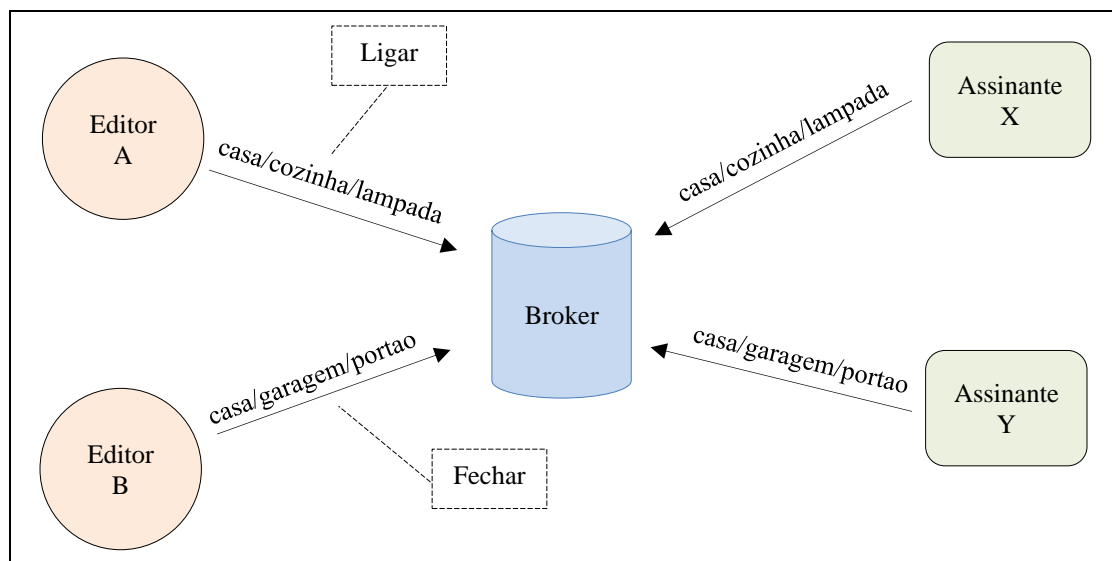 Ligar
Editor
A
casa/cozinha/lampada
casa/cozinha/lampada
Assinante
X
Broker
casa/garagem/portao
casa/garagem/portao
Editor
B
Fechar
Assinante
Y